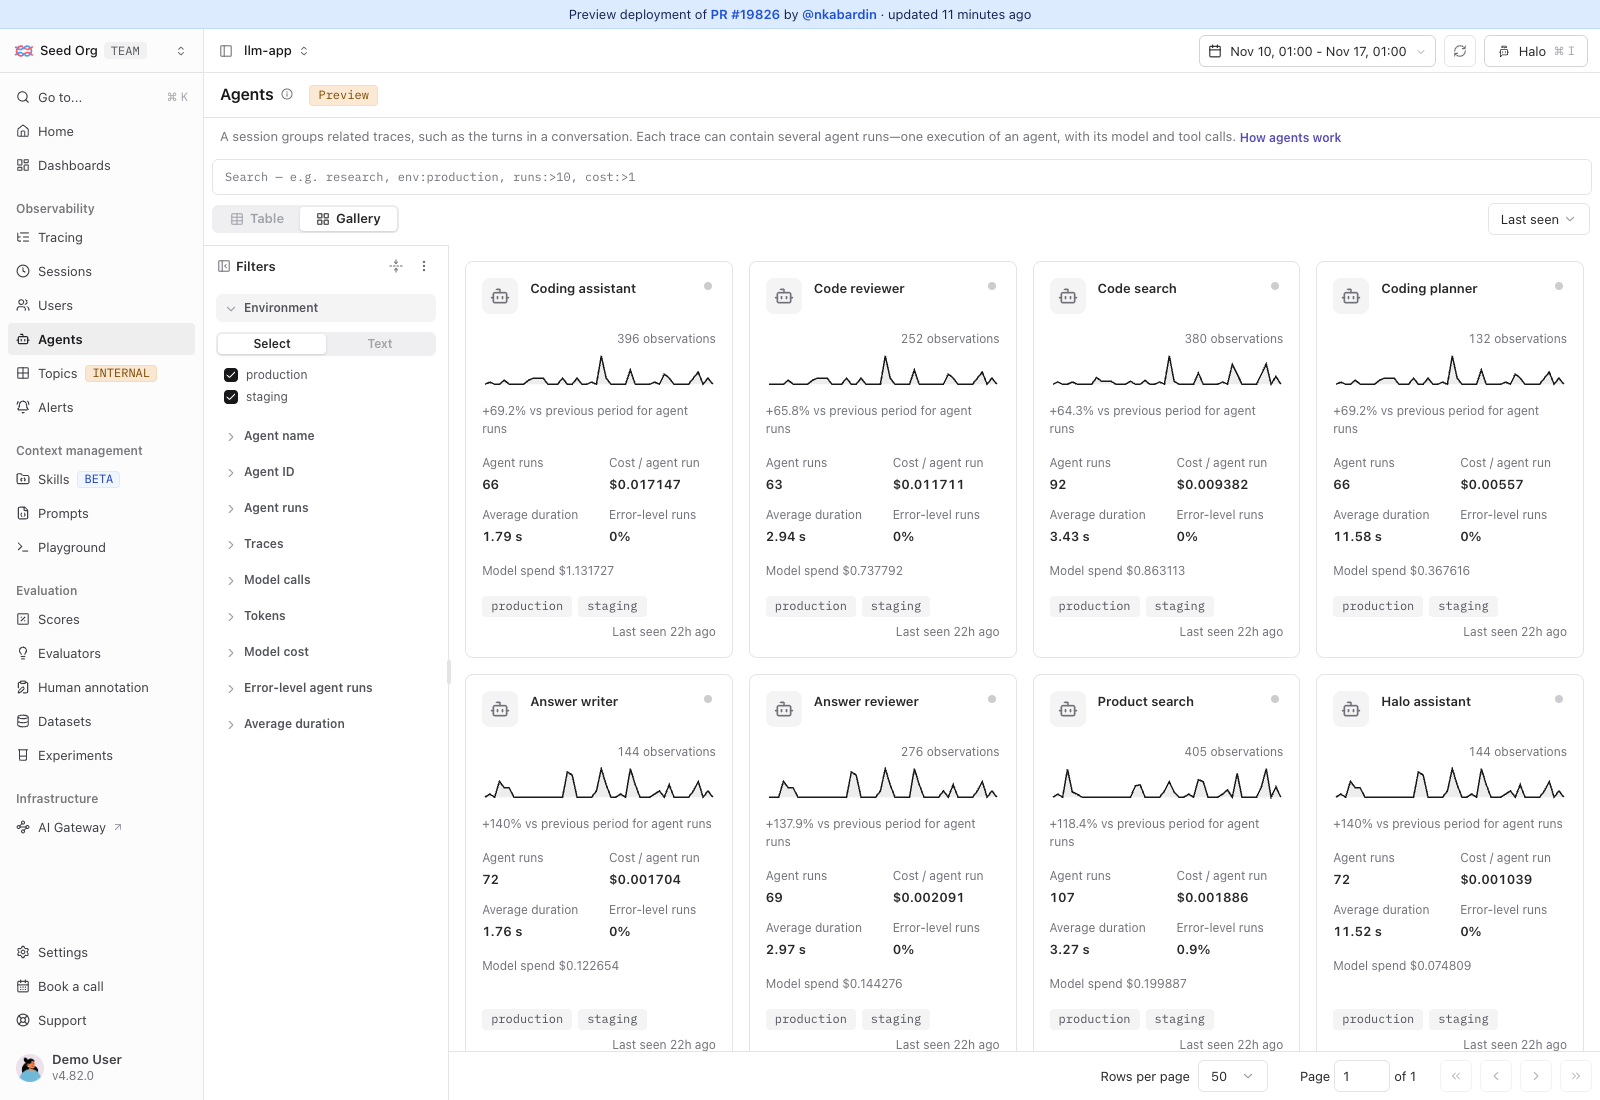 Preview deployment of PR #19826 by @nkabardin · updated 11 minutes ago
Seed Org TEAM
llm-app
Nov 10, 01:00 - Nov 17, 01:00
Halo ⌘ I
Go to... ⌘ K
Home
Dashboards
Observability
Tracing
Sessions
Users
Agents
Topics INTERNAL
Alerts
Context management
Skills BETA
Prompts
Playground
Evaluation
Scores
Evaluators
Human annotation
Datasets
Experiments
Infrastructure
AI Gateway
Settings
Book a call
Support
Demo User
v4.82.0
Agents Preview
A session groups related traces, such as the turns in a conversation. Each trace can contain several agent runs—one execution of an agent, with its model and tool calls. How agents work
Search — e.g. research, env:production, runs:>10, cost:>1
Table Gallery
Last seen
Filters
Environment
Select Text
production
staging
Agent name
Agent ID
Agent runs
Traces
Model calls
Tokens
Model cost
Error-level agent runs
Average duration
Coding assistant
396 observations
+69.2% vs previous period for agent
runs
Agent runs Cost / agent run
66 $0.017147
Average duration Error-level runs
1.79 s 0%
Model spend $1.131727
production staging
Last seen 22h ago
Code reviewer
252 observations
+65.8% vs previous period for agent
runs
Agent runs Cost / agent run
63 $0.011711
Average duration Error-level runs
2.94 s 0%
Model spend $0.737792
production staging
Last seen 22h ago
Code search
380 observations
+64.3% vs previous period for agent
runs
Agent runs Cost / agent run
92 $0.009382
Average duration Error-level runs
3.43 s 0%
Model spend $0.863113
production staging
Last seen 22h ago
Coding planner
132 observations
+69.2% vs previous period for agent
runs
Agent runs Cost / agent run
66 $0.00557
Average duration Error-level runs
11.58 s 0%
Model spend $0.367616
production staging
Last seen 22h ago
Answer writer
144 observations
+140% vs previous period for agent runs
Agent runs Cost / agent run
72 $0.001704
Average duration Error-level runs
1.76 s 0%
Model spend $0.122654
production staging
Last seen 22h ago
Answer reviewer
276 observations
+137.9% vs previous period for agent
runs
Agent runs Cost / agent run
69 $0.002091
Average duration Error-level runs
2.97 s 0%
Model spend $0.144276
production staging
Last seen 22h ago
Product search
405 observations
+118.4% vs previous period for agent
runs
Agent runs Cost / agent run
107 $0.001886
Average duration Error-level runs
3.27 s 0.9%
Model spend $0.199887
production staging
Last seen 22h ago
Halo assistant
144 observations
+140% vs previous period for agent runs
Agent runs Cost / agent run
72 $0.001039
Average duration Error-level runs
11.52 s 0%
Model spend $0.074809
production staging
Last seen 22h ago
Rows per page 50 Page 1 of 1